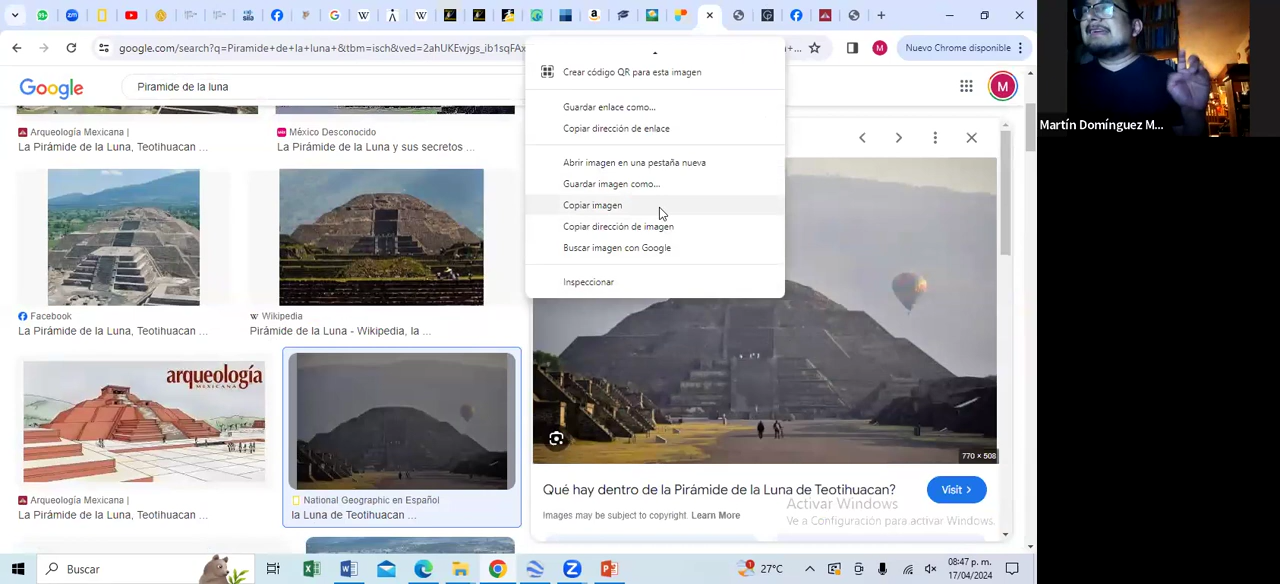 google.com/search?q=Piramide+de+la+luna+&tbm=isch&ved=2ahUKEwjgs_ib1sqFAx
Nuevo Chrome disponible
M
Google
Piramide de la luna
M
Crear código QR para esta imagen
Guardar enlace como...
Copiar dirección de enlace
Abrir imagen en una pestaña nueva
Guardar imagen como...
Copiar imagen
Copiar dirección de imagen
Buscar imagen con Google
Inspeccionar
Arqueología Mexicana |
La Pirámide de la Luna, Teotihuacan ...
México Desconocido
La Pirámide de la Luna y sus secretos ...
Facebook
La Pirámide de la Luna, Teotihuacan ...
Wikipedia
Pirámide de la Luna - Wikipedia, la ...
arqueología
MEXICANA
Arqueología Mexicana |
La Pirámide de la Luna, Teotihuacan ...
National Geographic en Español
la Luna de Teotihuacan ...
770 × 508
Qué hay dentro de la Pirámide de la Luna de Teotihuacan?
Visit
Images may be subject to copyright. Learn More
Activar Windows
Ve a Configuración para activar Windows.
Buscar
27°C
08:47 p. m.
17/04/2024
Martín Domínguez M...